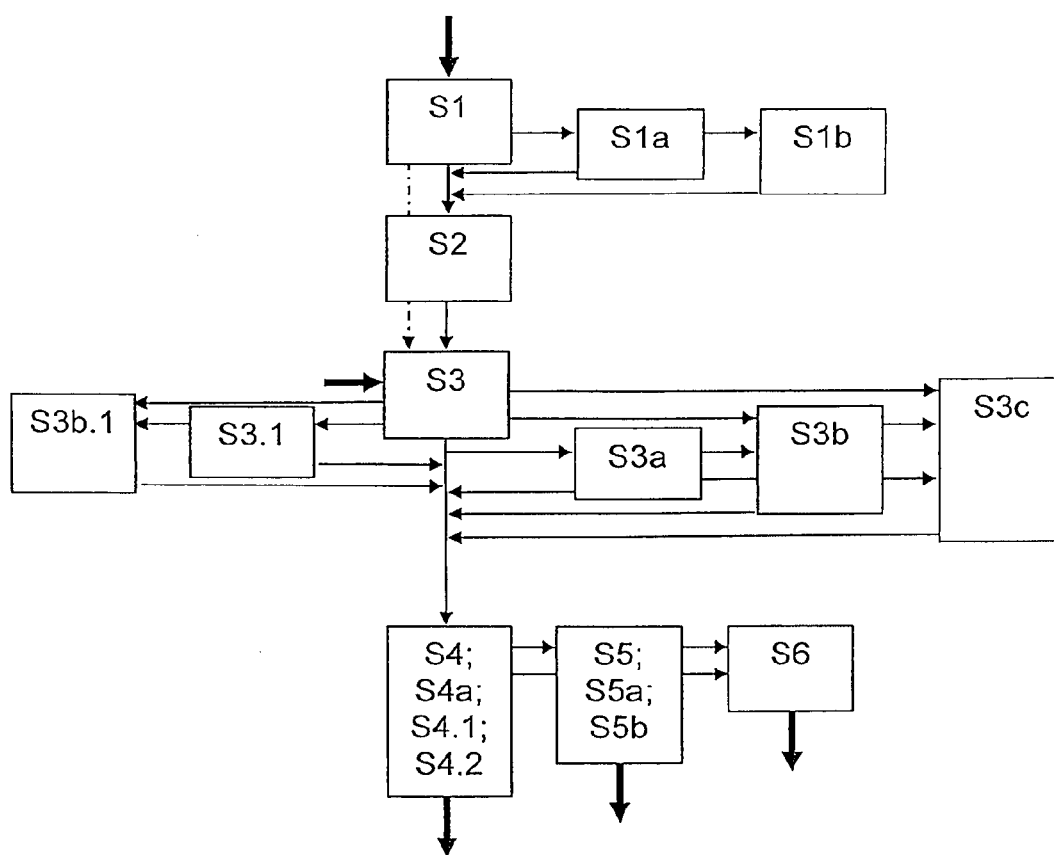 S1
S1a
S1b
S2
S3
S3b.1
S3.1
S3a
S3b
S3c
S4;
S4a;
S4.1;
S4.2
S5;
S5a;
S5b
S6